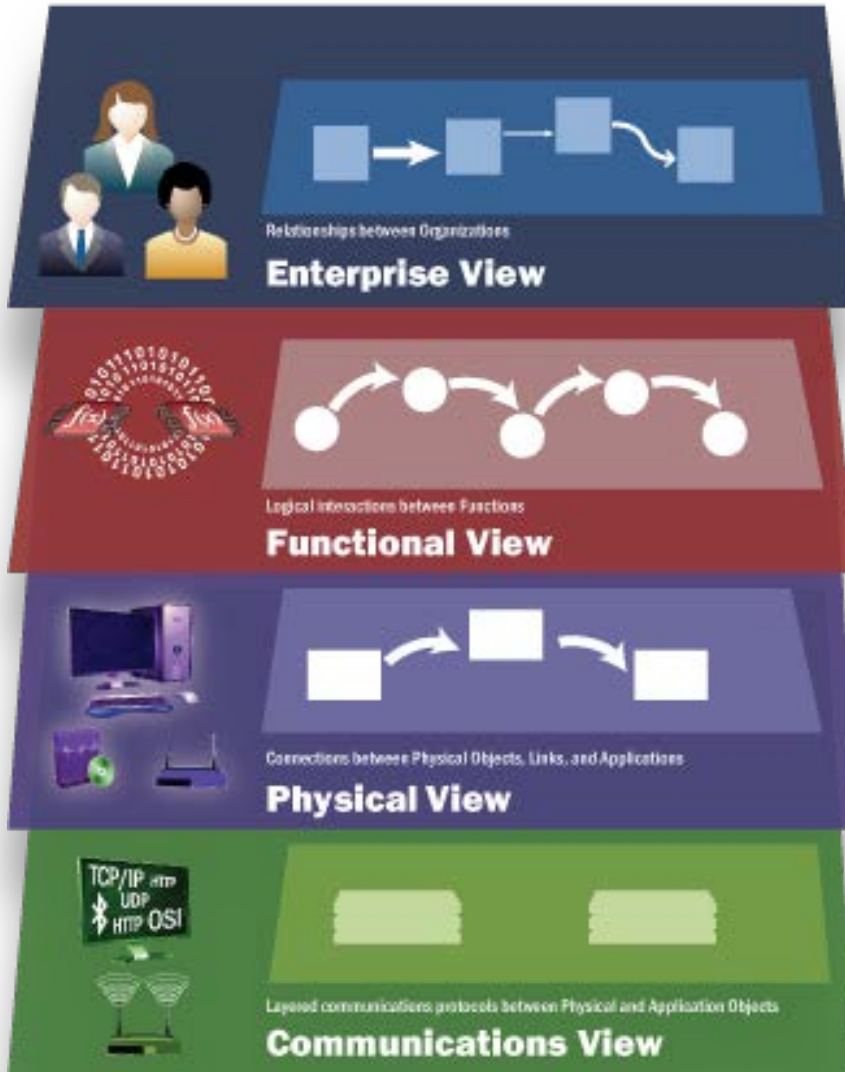 Relationships between Organizations
Enterprise View
f(x)
f(x)
Logical interactions between Functions
Functional View
Connections between Physical Objects, Links, and Applications
Physical View
TCP/IP HTTP
UDP
HTTP OSI
Layered communications protocols between Physical and Application Objects
Communications View